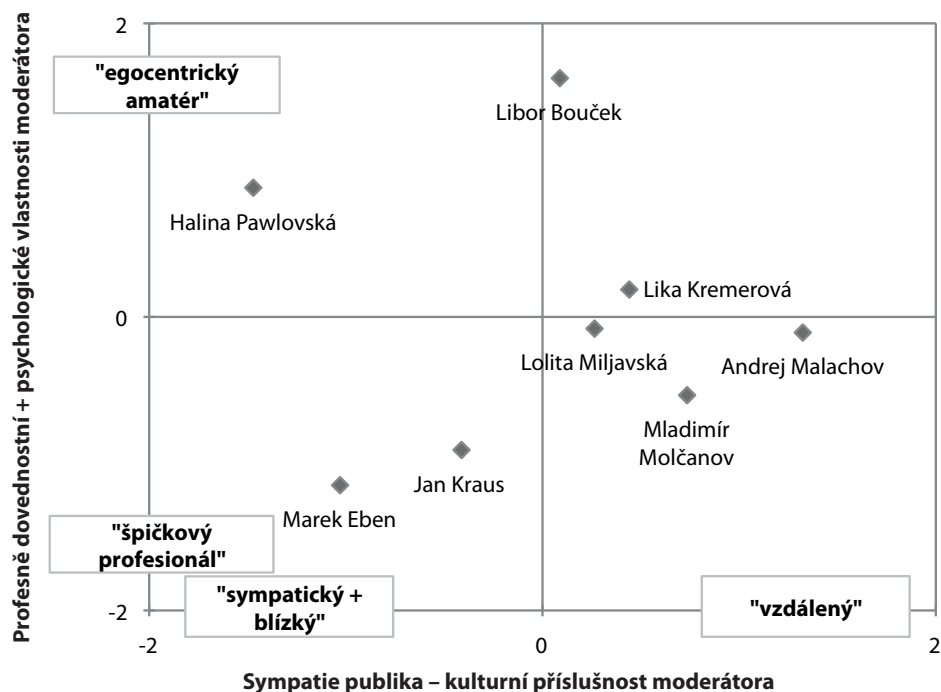 Profesně dovednostní + psychologické vlastnosti moderátora
2
"egocentrický
amatér"
Libor Bouček
Halina Pawlovská
Lika Kremerová
0
Lolita Miljavská
Andrej Malachov
Mladimír
Molčanov
Jan Kraus
Marek Eben
"špičkový
profesionál"
"sympatický +
blízký"
"vzdálený"
-2
-2
0
2
Sympatie publika – kulturní příslušnost moderátora